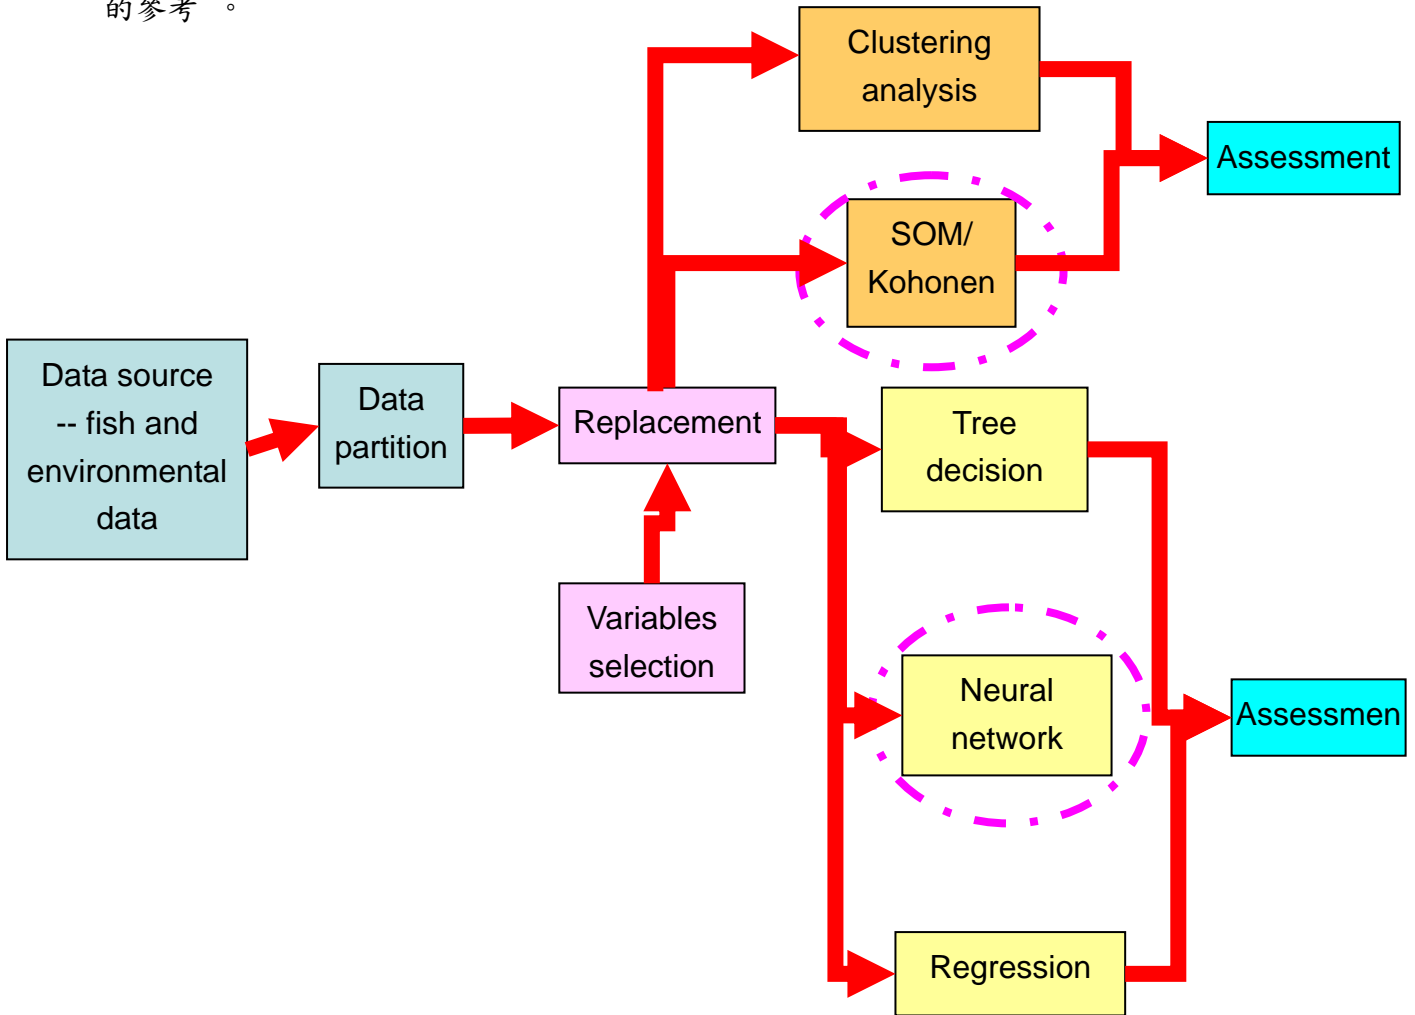 的參考 。
Clustering
analysis
Assessment
SOM/
Kohonen
Data source
-- fish and
environmental
data
Data
partition
Replacement
Tree
decision
Variables
selection
Neural
network
Assessmen
Regression